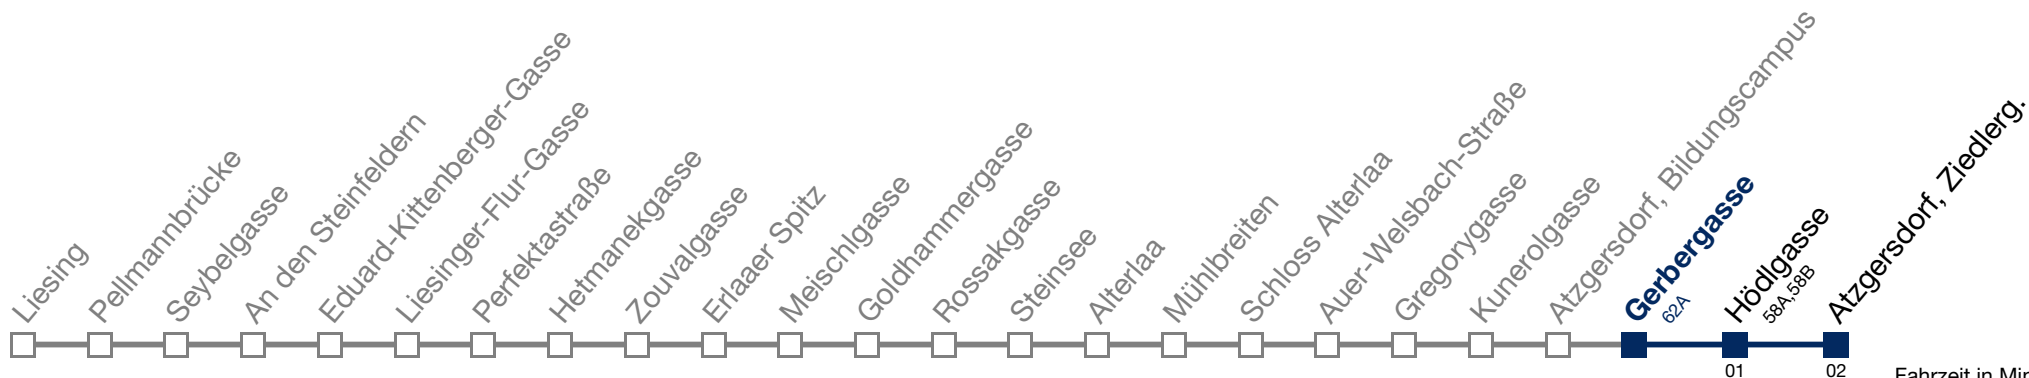 Liesing
Pellmannbrücke
Seybelgasse
An den Steinfeldern
Eduard-Kittenberger-Gasse
Liesinger-Flur-Gasse
Perfektastraße
Hetmanekgasse
Zouvalgasse
Erlaaer Spitz
Meischlgasse
Goldhammergasse
Rossakgasse
Steinsee
Alterlaa
Mühlbreiten
Schloss Alterlaa
Auer-Welsbach-Straße
Gregorygasse
Kunerolgasse
Atzgersdorf, Bildungscampus
Gerbergasse
62A
Hödlgasse
58A,58B
Atzgersdorf, Ziedlerg.
01
02
Fahrzeit in